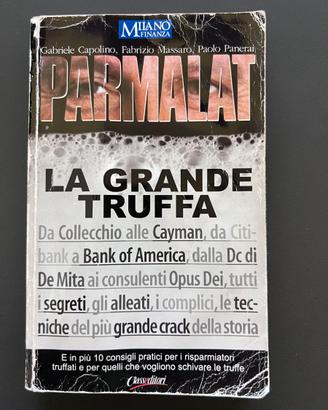 MILANO
FINANZA
Gabriele Capolino, Fabrizio Massaro, Paolo Panerai
PARMALAT
LA GRANDE
TRUFFA
Da Collecchio alle Cayman, da Citi-
bank a Bank of America, dalla Dc di
De Mita ai consulenti Opus Dei, tutti
i segreti, gli alleati, i complici, le tec-
niche del più grande crack della storia
E in più 10 consigli pratici per i risparmiatori
truffati e per quelli che vogliono schivare le truffe
Classeditori